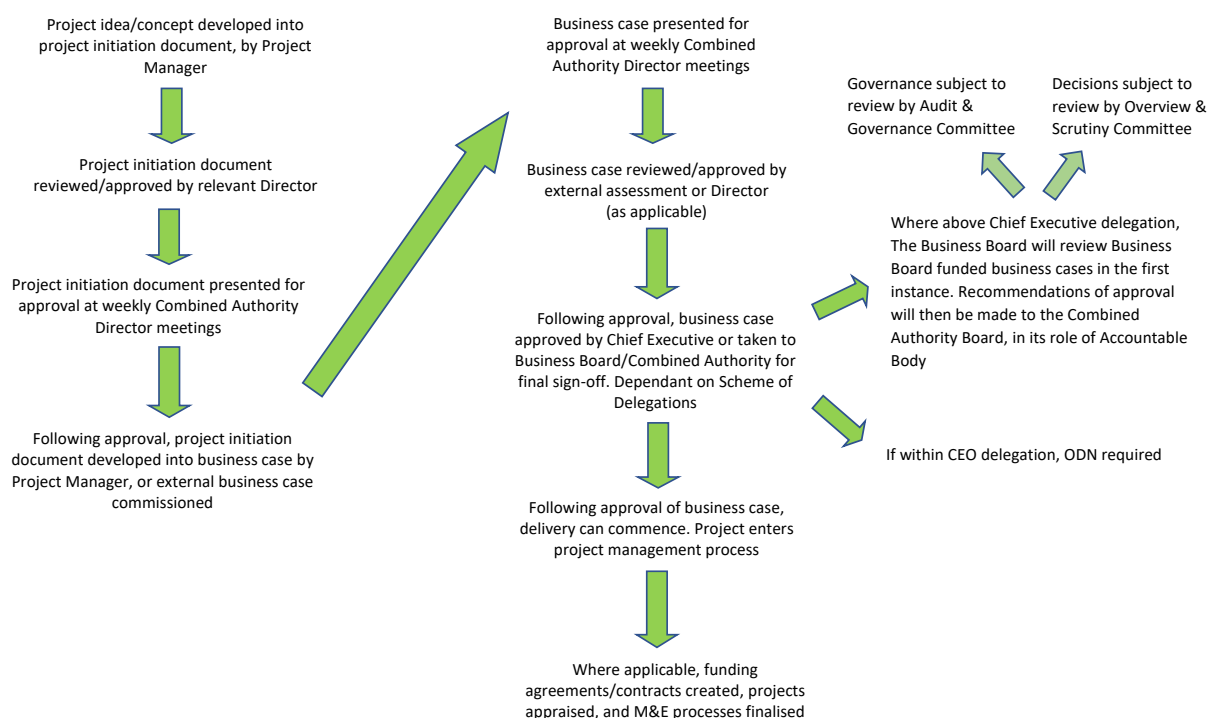 Project idea/concept developed into
project initiation document, by Project
Manager
Project initiation document
reviewed/approved by relevant Director
Project initiation document presented for
approval at weekly Combined Authority
Director meetings
Following approval, project initiation
document developed into business case by
Project Manager, or external business case
commissioned
Business case presented for
approval at weekly Combined
Authority Director meetings
Business case reviewed/approved by
external assessment or Director
(as applicable)
Following approval, business case
approved by Chief Executive or taken to
Business Board/Combined Authority for
final sign-off. Dependant on Scheme of
Delegations
Following approval of business case,
delivery can commence. Project enters
project management process
Where applicable, funding
agreements/contracts created, projects
appraised, and M&E processes finalised
Governance subject to
review by Audit &
Governance Committee
Decisions subject to
review by Overview &
Scrutiny Committee
Where above Chief Executive delegation,
The Business Board will review Business
Board funded business cases in the first
instance. Recommendations of approval
will then be made to the Combined
Authority Board, in its role of Accountable
Body
If within CEO delegation, ODN required